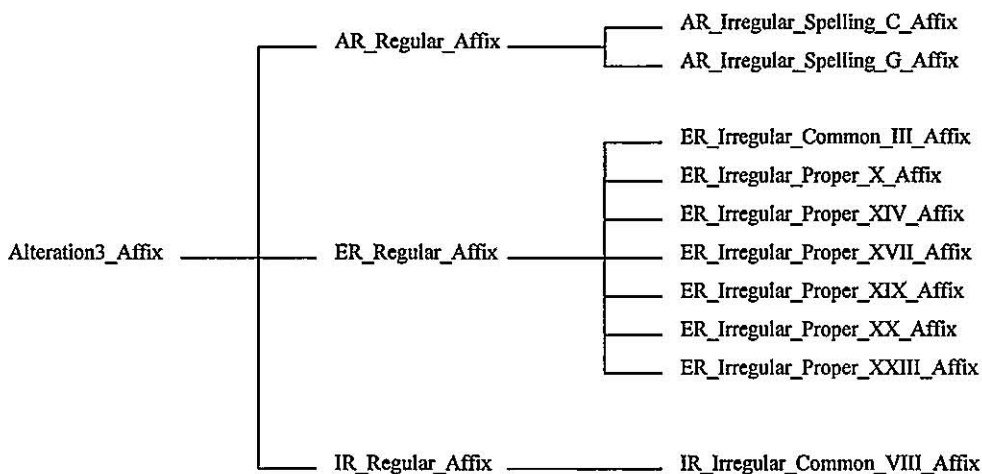 AR_Irregular_Spelling_C_Affix
AR_Regular_Affix
AR_Irregular_Spelling_G_Affix
ER_Irregular_Common_III_Affix
ER_Irregular_Proper_X_Affix
ER_Irregular_Proper_XIV_Affix
Alteration3_Affix
ER_Regular_Affix
ER_Irregular_Proper_XVII_Affix
ER_Irregular_Proper_XIX_Affix
ER_Irregular_Proper_XX_Affix
ER_Irregular_Proper_XXIII_Affix
IR_Regular_Affix
IR_Irregular_Common_VIII_Affix